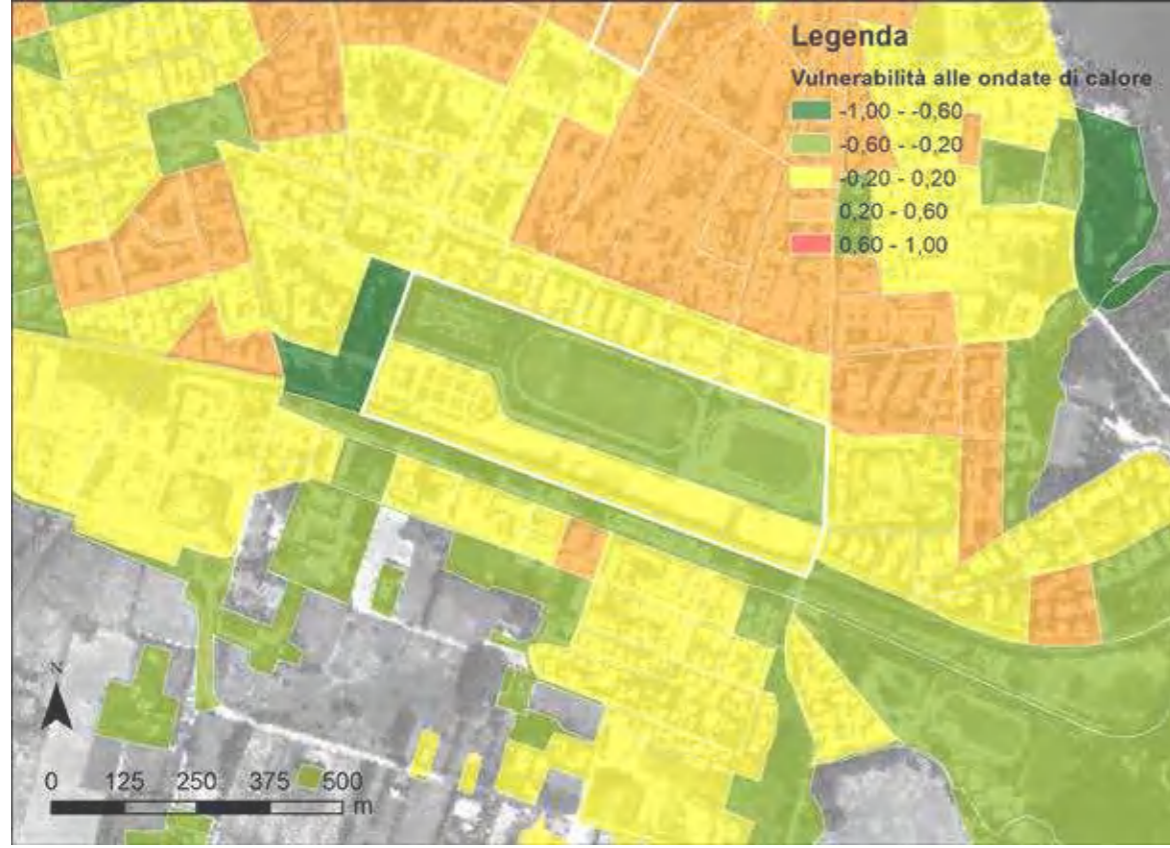 Legenda
Vulnerabilità alle ondate di calore
-1,00 - -0,60
-0,60 - -0,20
-0,20 - 0,20
0,20 - 0,60
0,60 - 1,00
N
0 125 250 375 500
m